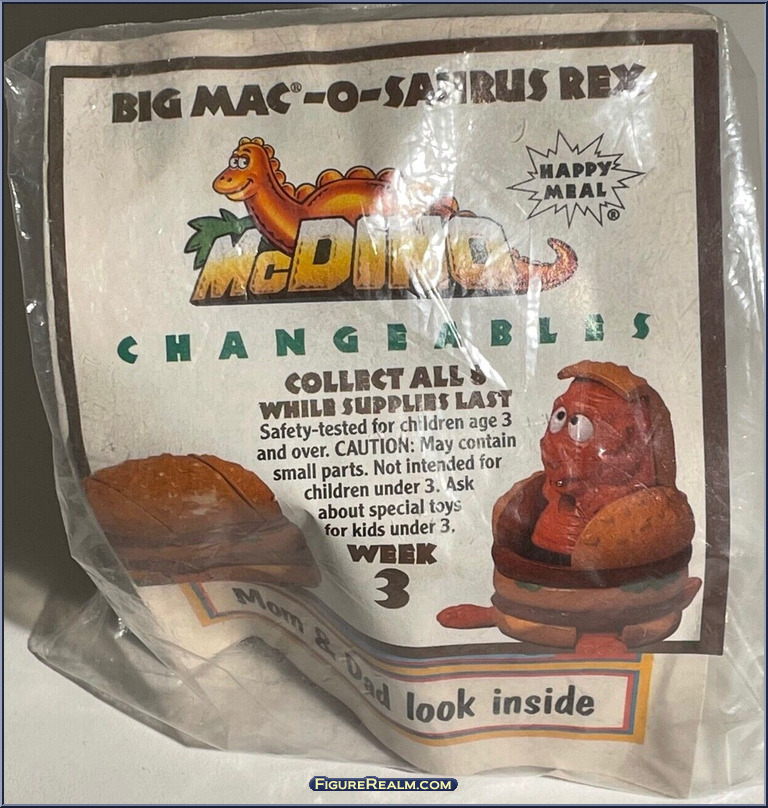 BIG MAC®-O-SAURUS REX
HAPPY
MEAL
®
McDINO
CHANGEABLES
COLLECT ALL 8
WHILE SUPPLIES LAST
Safety-tested for children age 3
and over. CAUTION: May contain
small parts. Not intended for
children under 3. Ask
about special toys
for kids under 3.
WEEK
3
Mom & Dad look inside
FIGUREREALM.COM